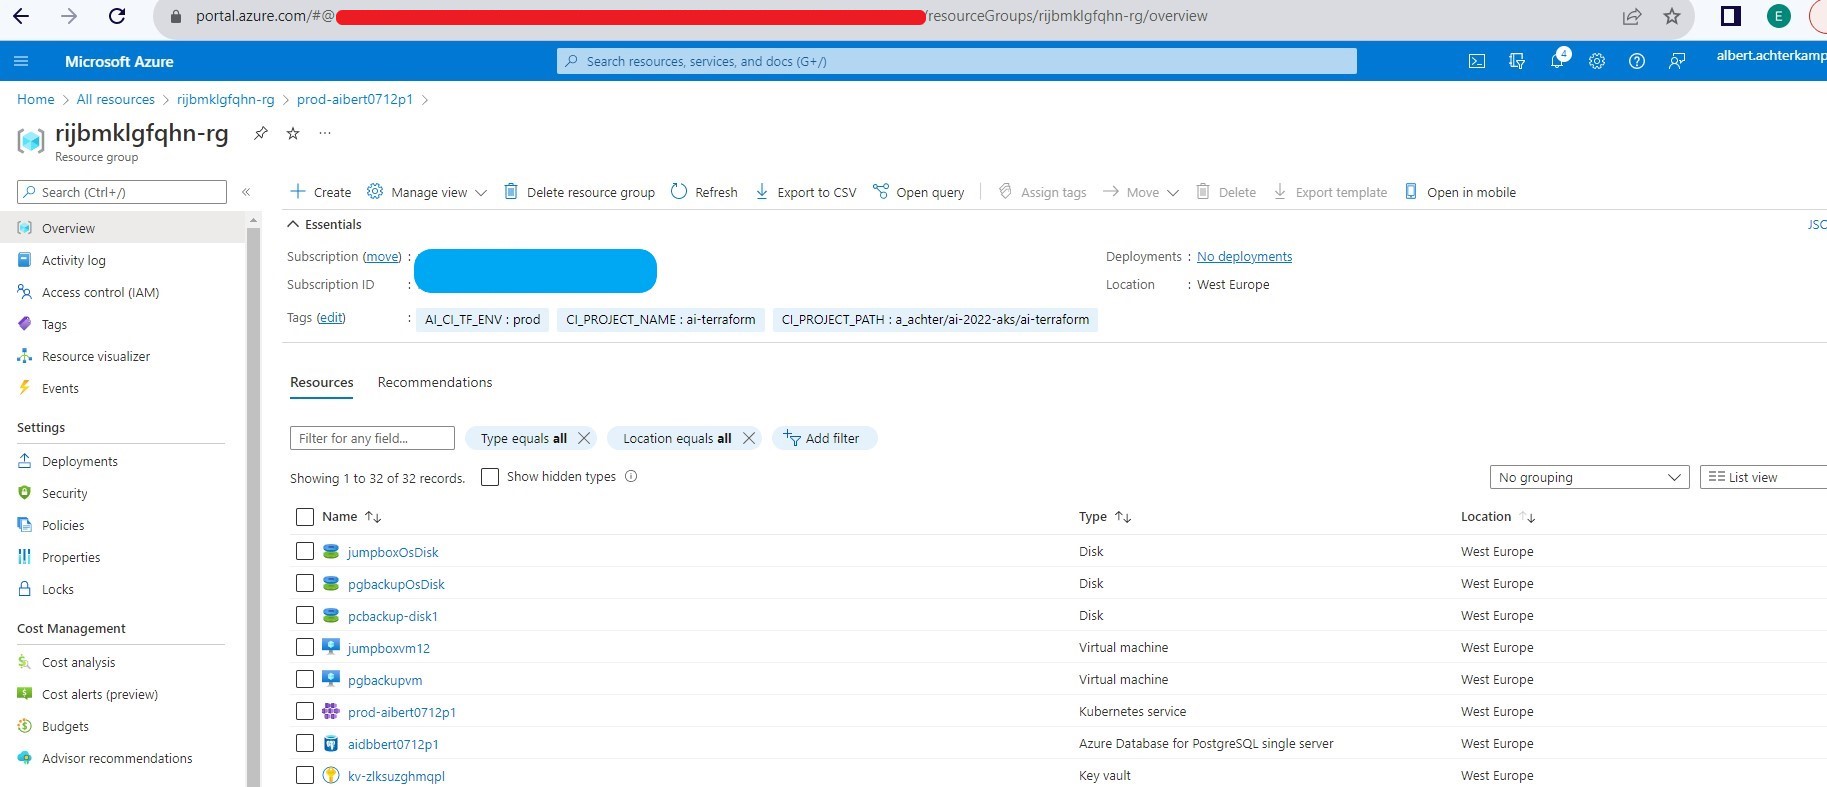 portal.azure.com/#@ /resourceGroups/rijbmklgfqhn-rg/overview E
Microsoft Azure Search resources, services, and docs (G+/) 4 albert.achterkamp
Home > All resources > rijbmklgfqhn-rg > prod-aibert0712p1 >
rijbmklgfqhn-rg ...
Resource group
Search (Ctrl+/) « Create Manage view Delete resource group Refresh Export to CSV Open query Assign tags Move Delete Export template Open in mobile
Overview
Activity log
Access control (IAM)
Tags
Resource visualizer
Events
Settings
Deployments
Security
Policies
Properties
Locks
Cost Management
Cost analysis
Cost alerts (preview)
Budgets
Advisor recommendations
Essentials JSO
Subscription (move) : Deployments : No deployments
Subscription ID : Location : West Europe
Tags (edit) : AI_CI_TF_ENV : prod CI_PROJECT_NAME : ai-terraform CI_PROJECT_PATH : a_achter/ai-2022-aks/ai-terraform
Resources Recommendations
Filter for any field... Type equals all Location equals all Add filter
Showing 1 to 32 of 32 records. Show hidden types No grouping List view
Name Type Location
jumpboxOsDisk Disk West Europe
pgbackupOsDisk Disk West Europe
pcbackup-disk1 Disk West Europe
jumpboxvm12 Virtual machine West Europe
pgbackupvm Virtual machine West Europe
prod-aibert0712p1 Kubernetes service West Europe
aidbbert0712p1 Azure Database for PostgreSQL single server West Europe
kv-zlksuzghmqpl Key vault West Europe